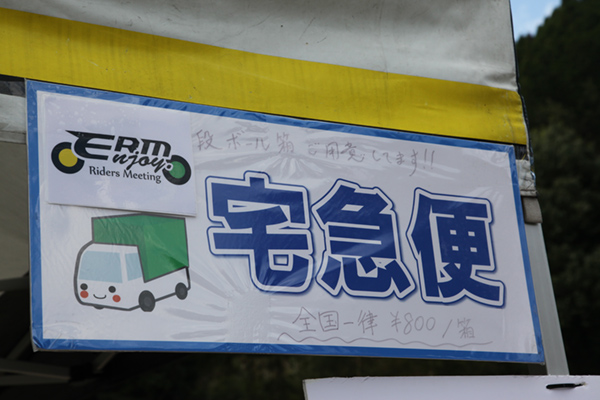 ERM
Enjoy
Riders Meeting
段ボール箱ご用意してます!!
宅急便
全国一律 ¥800/箱